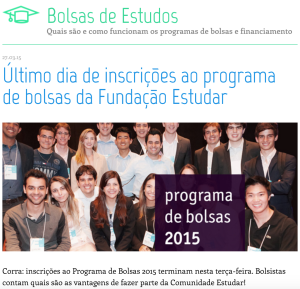 Bolsas de Estudos
Quais são e como funcionam os programas de bolsas e financiamento
Último dia de inscrições ao programa
de bolsas da Fundação Estudar
programa
de bolsas
2015
Corra: inscrições ao Programa de Bolsas 2015 terminam nesta terça-feira. Bolsistas
contam quais são as vantagens de fazer parte da Comunidade Estudar!